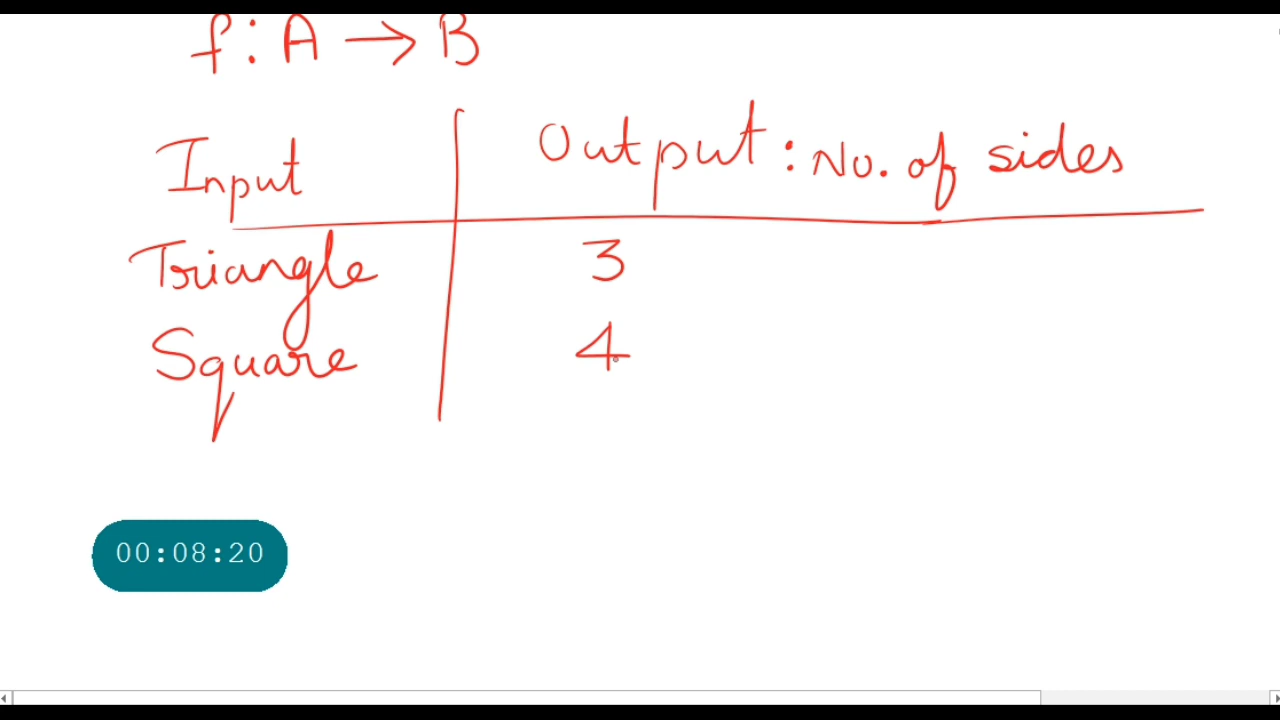 f: A → B
Input Output: No. of sides
Triangle 3
Square 4
00:08:20